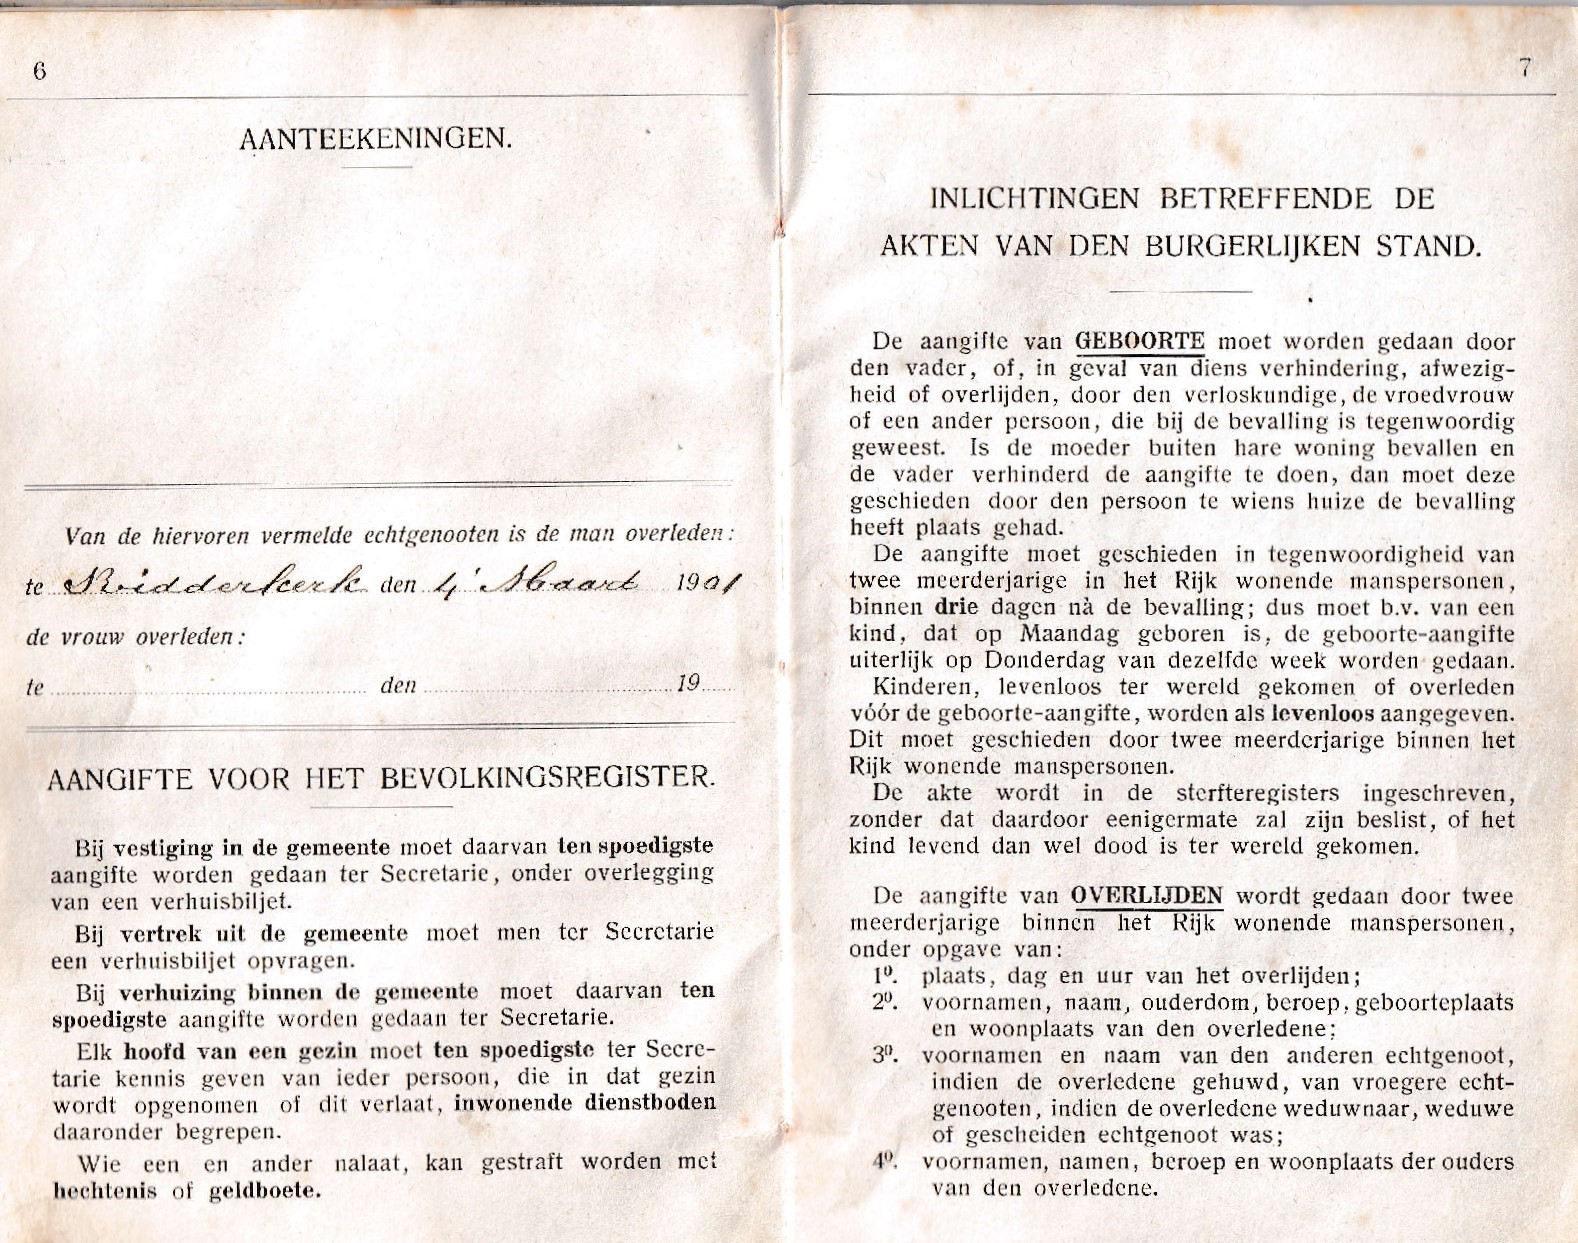 6
AANTEEKENINGEN.
Van de hiervoren vermelde echtgenooten is de man overleden:
te Ridderkerk den 4' Maart 1901
de vrouw overleden:
te den 19
AANGIFTE VOOR HET BEVOLKINGSREGISTER.
Bij vestiging in de gemeente moet daarvan ten spoedigste
aangifte worden gedaan ter Secretarie, onder overlegging
van een verhuisbiljet.
Bij vertrek uit de gemeente moet men ter Secretarie
een verhuisbiljet opvragen.
Bij verhuizing binnen de gemeente moet daarvan ten
spoedigste aangifte worden gedaan ter Secretarie.
Elk hoofd van een gezin moet ten spoedigste ter Secre-
tarie kennis geven van ieder persoon, die in dat gezin
wordt opgenomen of dit verlaat, inwonende dienstboden
daaronder begrepen.
Wie een en ander nalaat, kan gestraft worden met
hechtenis of geldboete.
7
INLICHTINGEN BETREFFENDE DE
AKTEN VAN DEN BURGERLIJKEN STAND.
De aangifte van GEBOORTE moet worden gedaan door
den vader, of, in geval van diens verhindering, afwezig-
heid of overlijden, door den verloskundige, de vroedvrouw
of een ander persoon, die bij de bevalling is tegenwoordig
geweest. Is de moeder buiten hare woning bevallen en
de vader verhinderd de aangifte te doen, dan moet deze
geschieden door den persoon te wiens huize de bevalling
heeft plaats gehad.
De aangifte moet geschieden in tegenwoordigheid van
twee meerderjarige in het Rijk wonende manspersonen,
binnen drie dagen nà de bevalling; dus moet b.v. van een
kind, dat op Maandag geboren is, de geboorte-aangifte
uiterlijk op Donderdag van dezelfde week worden gedaan.
Kinderen, levenloos ter wereld gekomen of overleden
vóór de geboorte-aangifte, worden als levenloos aangegeven.
Dit moet geschieden door twee meerderjarige binnen het
Rijk wonende manspersonen.
De akte wordt in de sterfteregisters ingeschreven,
zonder dat daardoor eenigermate zal zijn beslist, of het
kind levend dan wel dood is ter wereld gekomen.
De aangifte van OVERLIJDEN wordt gedaan door twee
meerderjarige binnen het Rijk wonende manspersonen,
onder opgave van:
1º. plaats, dag en uur van het overlijden;
2º. voornamen, naam, ouderdom, beroep, geboorteplaats
en woonplaats van den overledene;
3º. voornamen en naam van den anderen echtgenoot,
indien de overledene gehuwd, van vroegere echt-
genooten, indien de overledene weduwnaar, weduwe
of gescheiden echtgenoot was;
4º. voornamen, namen, beroep en woonplaats der ouders
van den overledene.